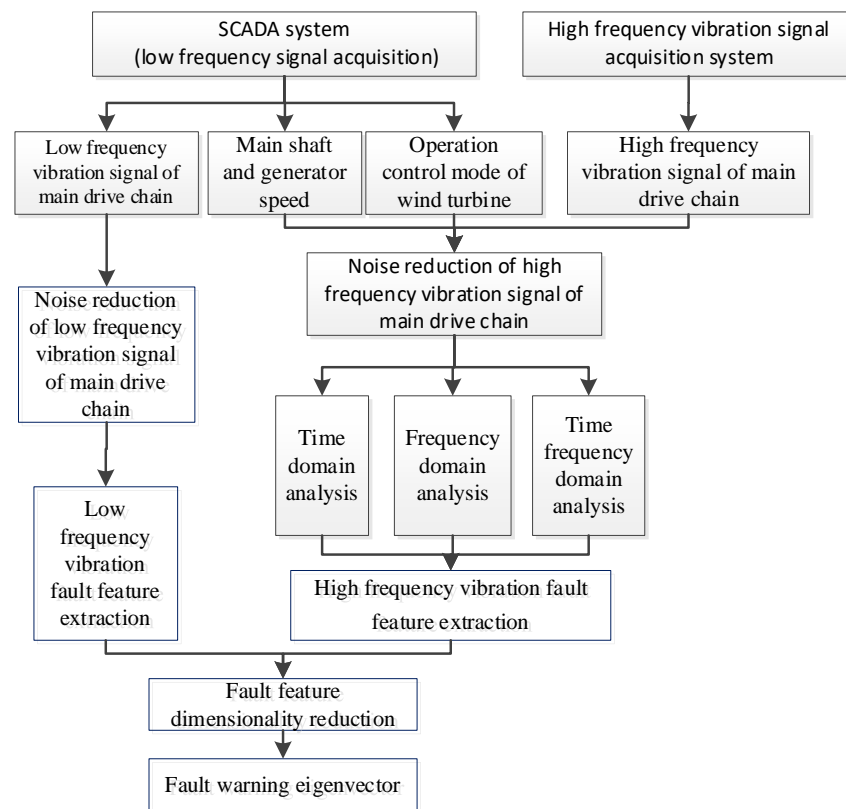 SCADA system
(low frequency signal acquisition)
High frequency vibration signal
acquisition system
Low frequency
vibration signal of
main drive chain
Main shaft
and generator
speed
Operation
control mode of
wind turbine
High frequency
vibration signal of main
drive chain
Noise reduction
of low frequency
vibration signal
of main drive
chain
Noise reduction of high
frequency vibration signal of
main drive chain
Time
domain
analysis
Frequency
domain
analysis
Time
frequency
domain
analysis
Low
frequency
vibration
fault feature
extraction
High frequency vibration fault
feature extraction
Fault feature
dimensionality reduction
Fault warning eigenvector